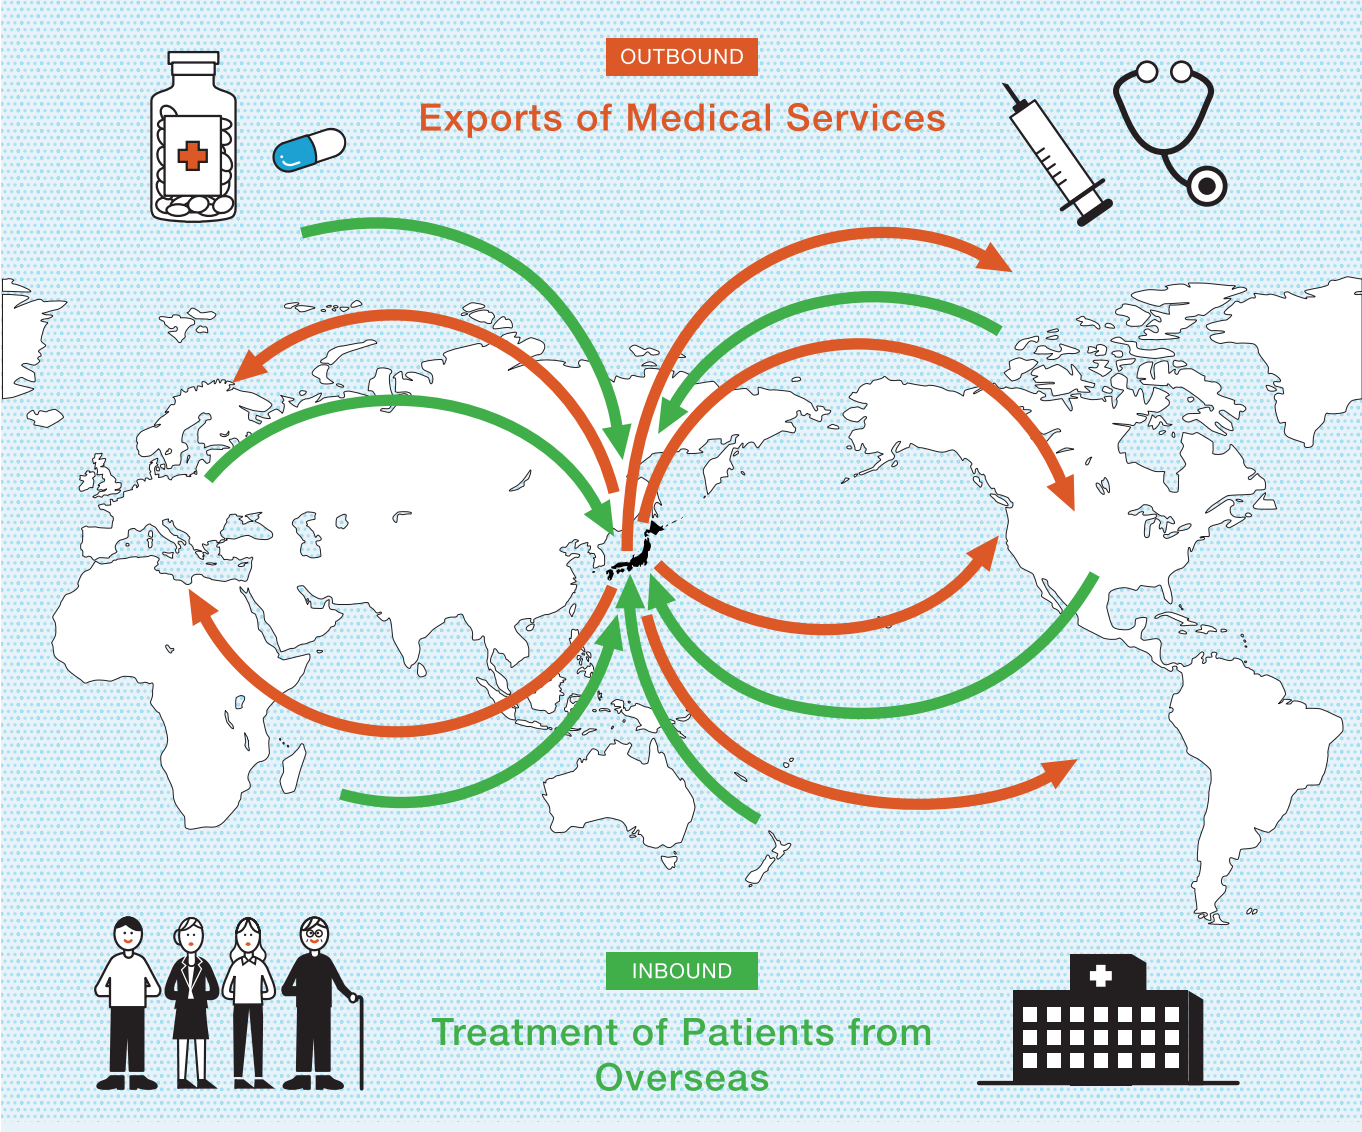 OUTBOUND
Exports of Medical Services
INBOUND
Treatment of Patients from
Overseas